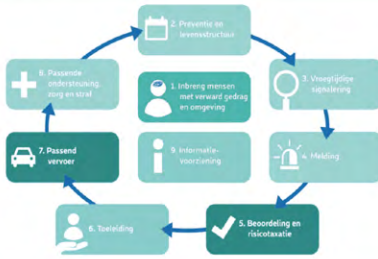 2. Preventie en
levensstructuur
8. Passende
ondersteuning,
zorg en straf
1. Inbreng mensen
met verward gedrag
en omgeving
3. Vroegtijdige
signalering
7. Passend
vervoer
9. Informatie-
voorziening
4. Melding
6. Toeleiding
5. Beoordeling en
risicotaxatie